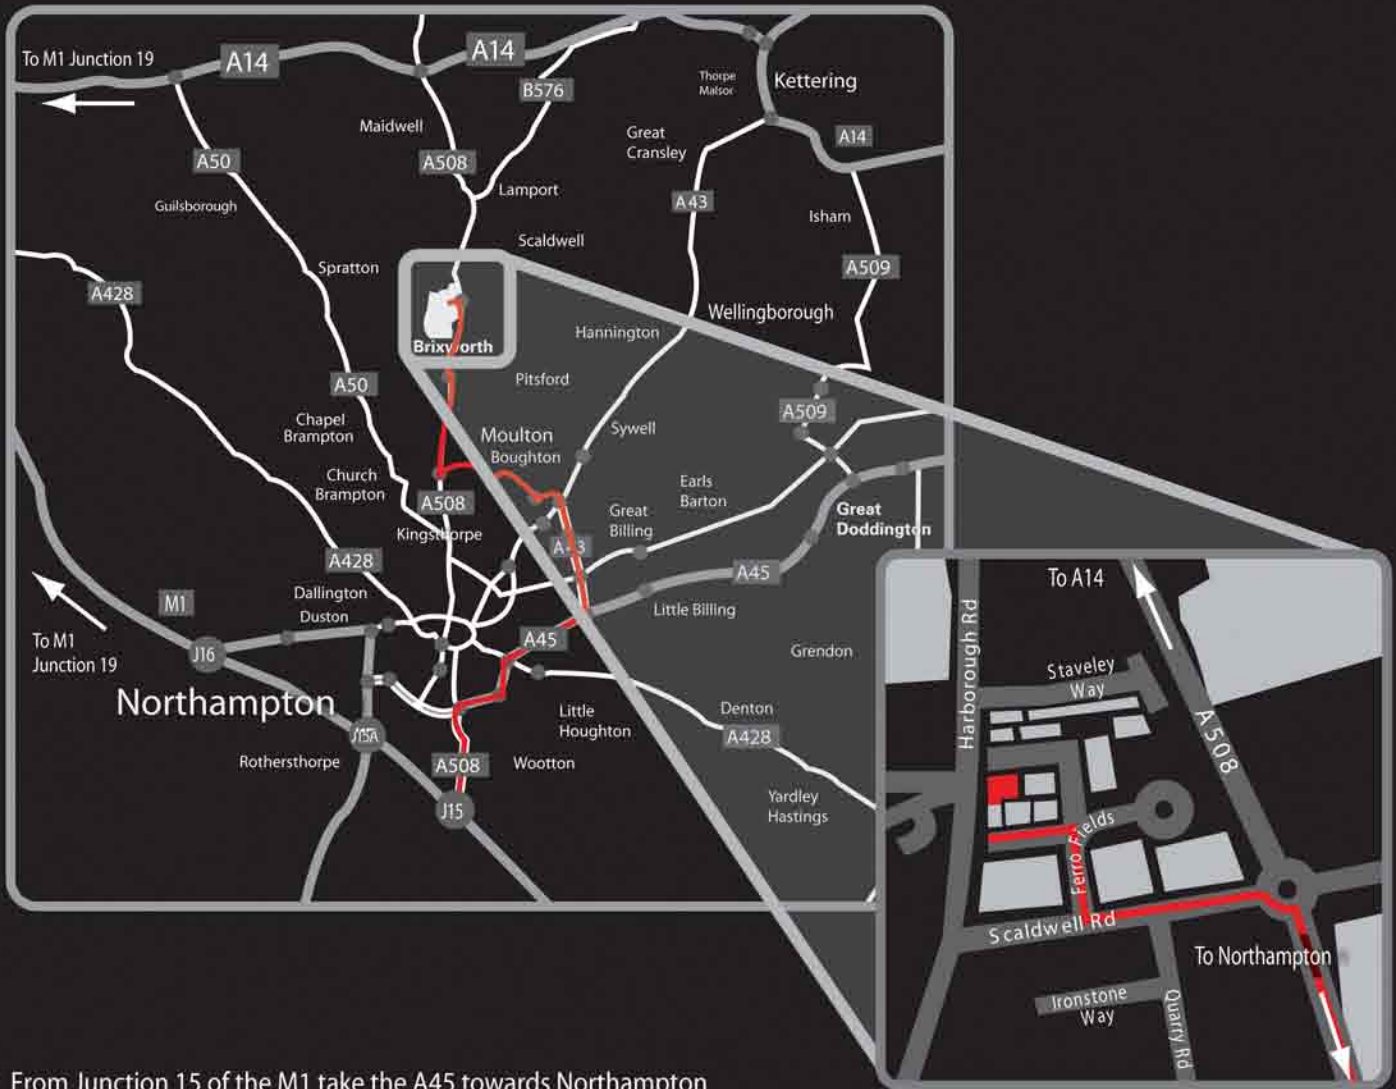 To M1 Junction 19
A14
A14
B576
Thorpe
Malsor
Kettering
Maidwell
A50
A508
Great
Cransley
A14
Lamport
Guilsborough
A43
Isham
Scaldwell
Spratton
A509
A428
Wellingborough
Hannington
Brixworth
A50
Pitsford
A509
Chapel
Brampton
Moulton
Boughton
Sywell
Church
Brampton
A508
Earls
Barton
Great
Billing
Great
Doddington
Kingsthorpe
A43
A428
A45
Dallington
Duston
M1
Little Billing
To M1
Junction 19
J16
A45
Grendon
Northampton
Little
Houghton
Denton
A428
J15A
Rothersthorpe
A508
Wootton
J15
Yardley
Hastings
To A14
Harborough Rd
Staveley
Way
A 508
Ferro Fields
Scaldwell Rd
To Northampton
Ironstone
Way
Quarry Rd
From Junction 15 of the M1 take the A45 towards Northampton